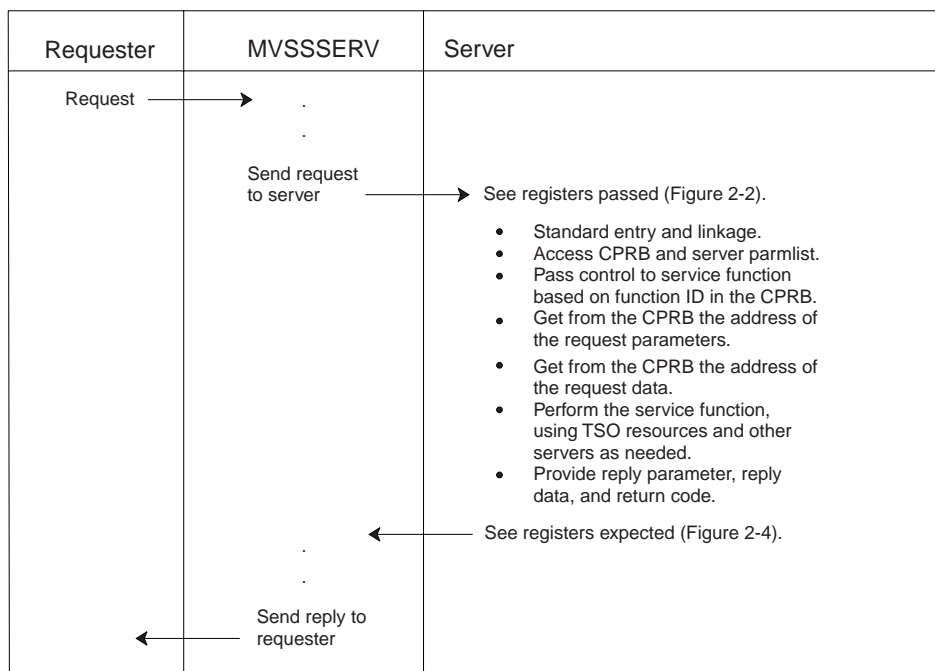 Requester MVSSSERV Server
Request
.
.
Send request
to server
See registers passed (Figure 2-2).
• Standard entry and linkage.
• Access CPRB and server parmlist.
• Pass control to service function
based on function ID in the CPRB.
• Get from the CPRB the address of
the request parameters.
• Get from the CPRB the address of
the request data.
• Perform the service function,
using TSO resources and other
servers as needed.
• Provide reply parameter, reply
data, and return code.
See registers expected (Figure 2-4).
.
.
Send reply to
requester